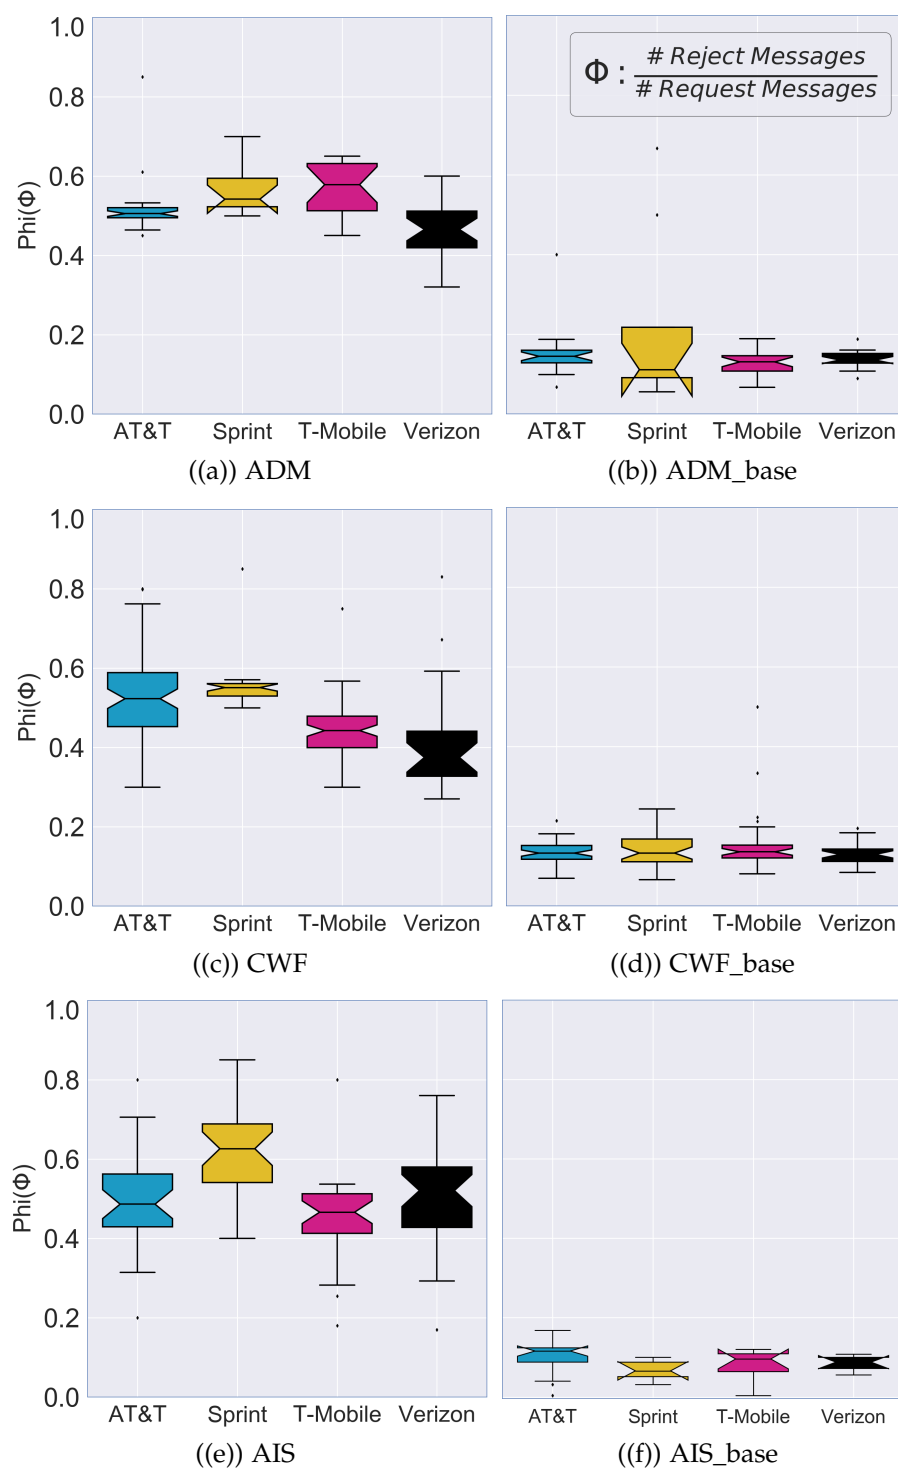 1.0
0.8
0.6
0.4
0.2
0.0
Phi(Φ)
AT&T Sprint T-Mobile Verizon
((a)) ADM
Φ : # Reject Messages
# Request Messages
AT&T Sprint T-Mobile Verizon
((b)) ADM_base
1.0
0.8
0.6
0.4
0.2
0.0
Phi(Φ)
AT&T Sprint T-Mobile Verizon
((c)) CWF
AT&T Sprint T-Mobile Verizon
((d)) CWF_base
1.0
0.8
0.6
0.4
0.2
0.0
Phi(Φ)
AT&T Sprint T-Mobile Verizon
((e)) AIS
AT&T Sprint T-Mobile Verizon
((f)) AIS_base